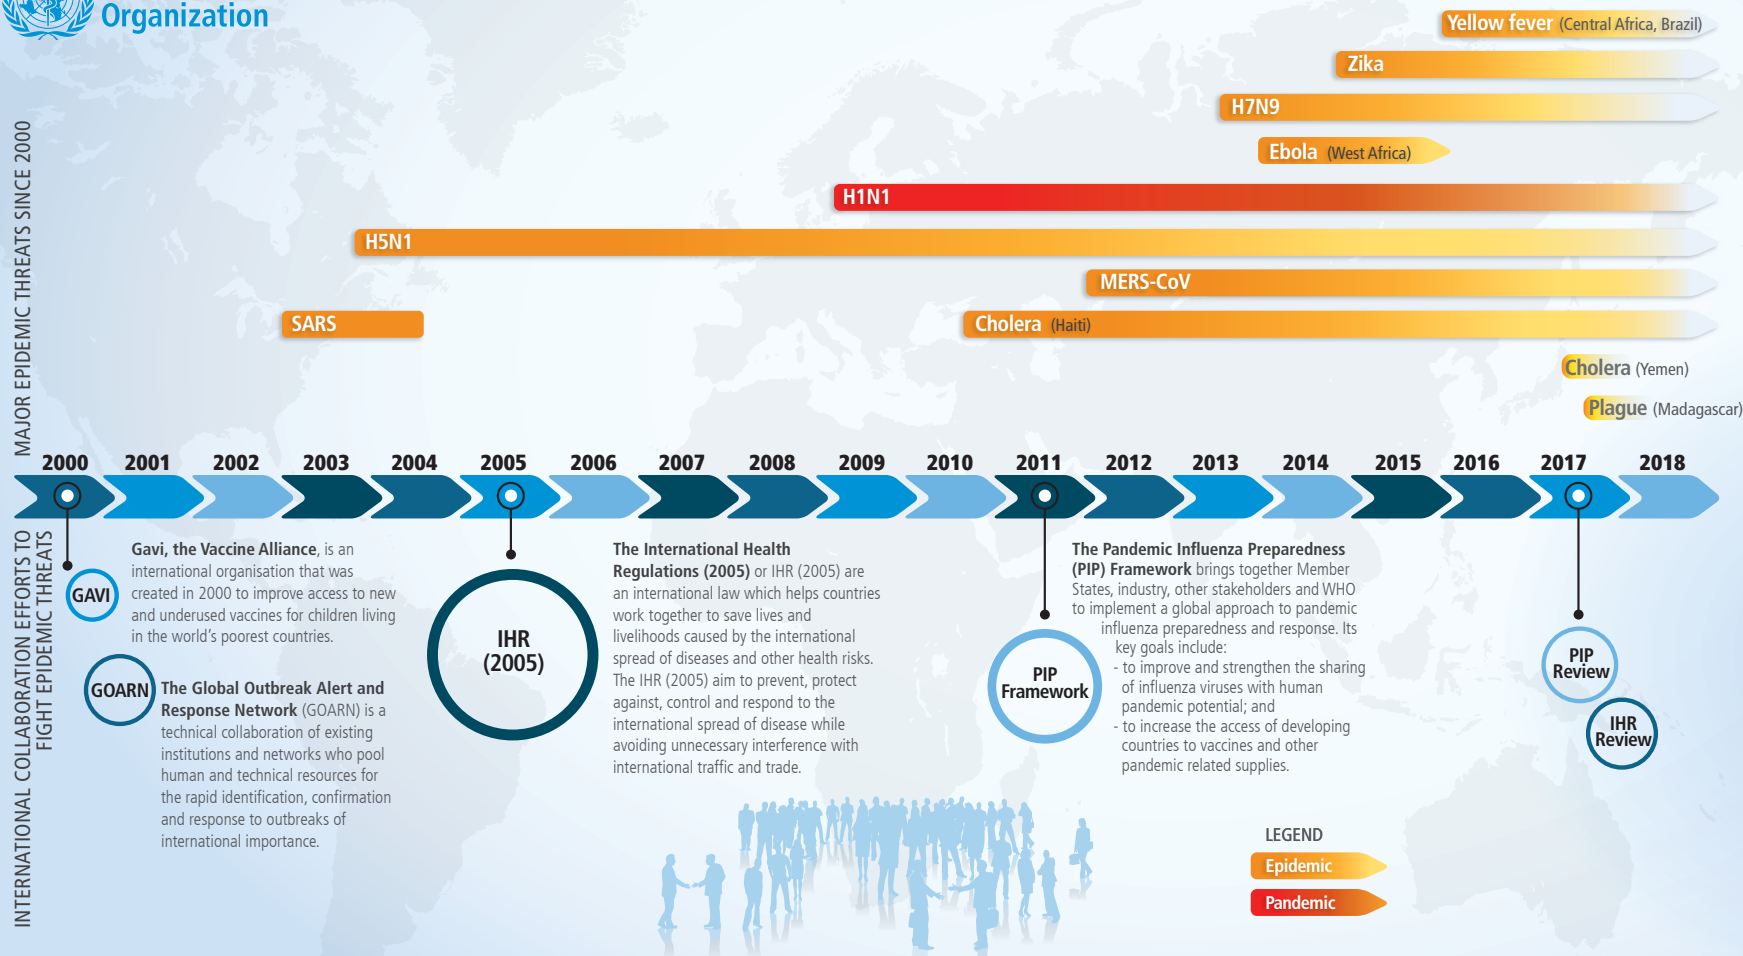 Organization
MAJOR EPIDEMIC THREATS SINCE 2000
Yellow fever (Central Africa, Brazil)
Zika
H7N9
Ebola (West Africa)
H1N1
H5N1
MERS-CoV
SARS
Cholera (Haiti)
Cholera (Yemen)
Plague (Madagascar)
2000 2001 2002 2003 2004 2005 2006 2007 2008 2009 2010 2011 2012 2013 2014 2015 2016 2017 2018
INTERNATIONAL COLLABORATION EFFORTS TO
FIGHT EPIDEMIC THREATS
GAVI
Gavi, the Vaccine Alliance, is an
international organisation that was
created in 2000 to improve access to new
and underused vaccines for children living
in the world's poorest countries.
GOARN
The Global Outbreak Alert and
Response Network (GOARN) is a
technical collaboration of existing
institutions and networks who pool
human and technical resources for
the rapid identification, confirmation
and response to outbreaks of
international importance.
IHR
(2005)
The International Health
Regulations (2005) or IHR (2005) are
an international law which helps countries
work together to save lives and
livelihoods caused by the international
spread of diseases and other health risks.
The IHR (2005) aim to prevent, protect
against, control and respond to the
international spread of disease while
avoiding unnecessary interference with
international traffic and trade.
PIP
Framework
The Pandemic Influenza Preparedness
(PIP) Framework brings together Member
States, industry, other stakeholders and WHO
to implement a global approach to pandemic
influenza preparedness and response. Its
key goals include:
- to improve and strengthen the sharing
of influenza viruses with human
pandemic potential; and
- to increase the access of developing
countries to vaccines and other
pandemic related supplies.
PIP
Review
IHR
Review
LEGEND
Epidemic
Pandemic